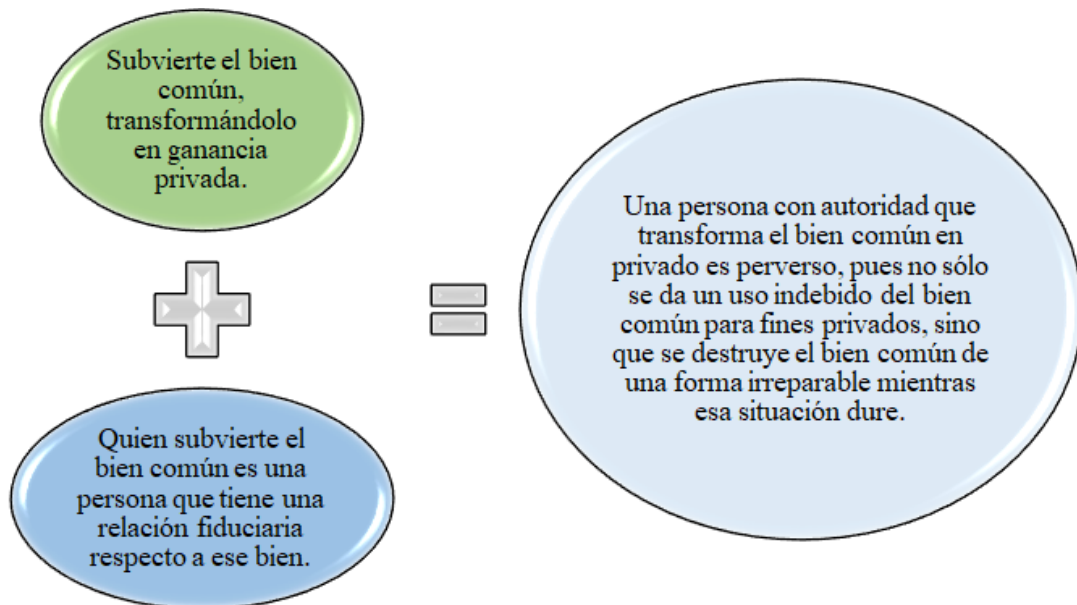 Subvierte el bien
común,
transformándolo
en ganancia
privada.
Quien subvierte el
bien común es una
persona que tiene una
relación fiduciaria
respecto a ese bien.
Una persona con autoridad que
transforma el bien común en
privado es perverso, pues no sólo
se da un uso indebido del bien
común para fines privados, sino
que se destruye el bien común de
una forma irreparable mientras
esa situación dure.